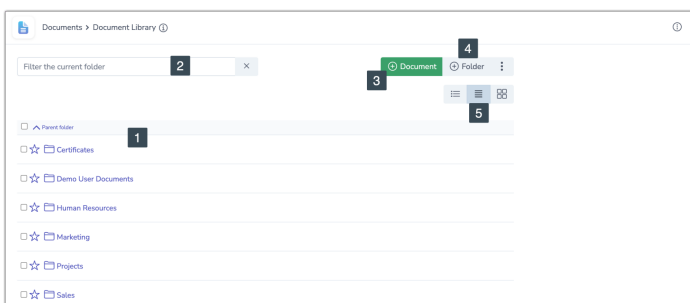 Documents > Document Library
Filter the current folder
2
4
Document
Folder
3
5
Parent folder
1
Certificates
Demo User Documents
Human Resources
Marketing
Projects
Sales